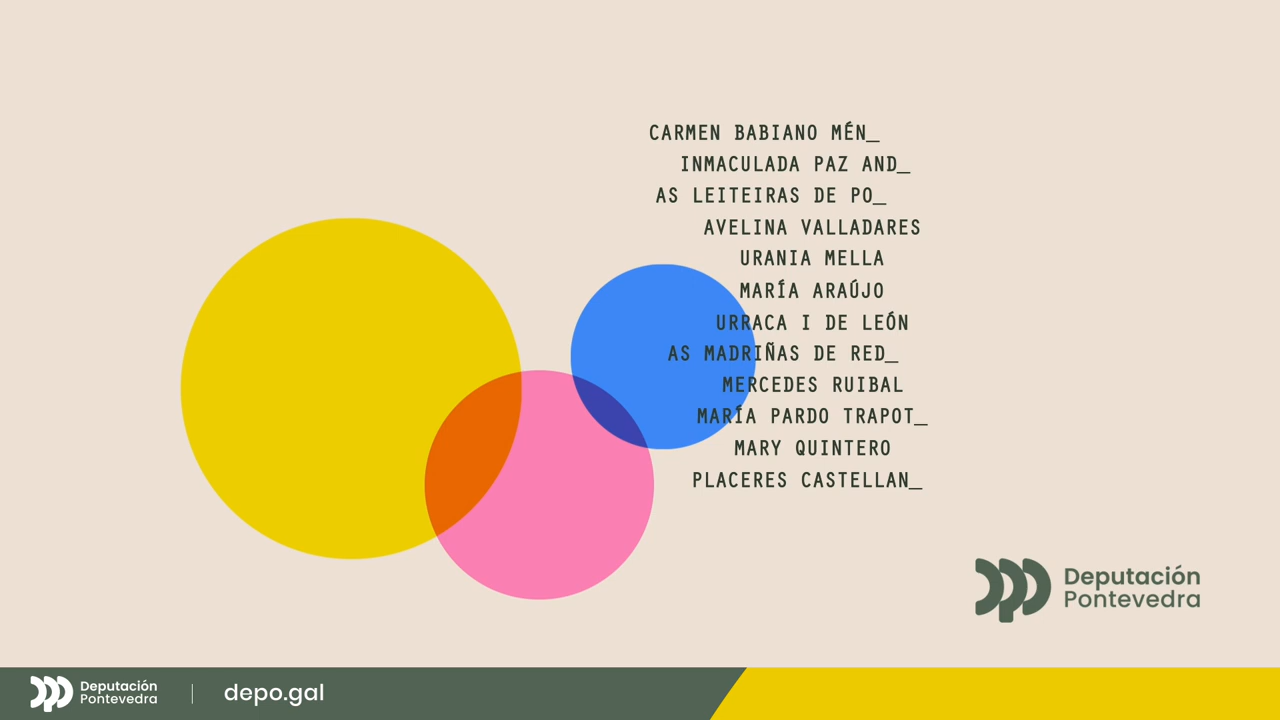 CARMEN BABIANO MÉN_
INMACULADA PAZ AND_
AS LEITEIRAS DE PO_
AVELINA VALLADARES
URANIA MELLA
MARÍA ARAÚJO
URRACA I DE LEÓN
AS MADRIÑAS DE RED_
MERCEDES RUIBAL
MARÍA PARDO TRAPOT_
MARY QUINTERO
PLACERES CASTELLAN_
Deputación
Pontevedra
Deputación
Pontevedra
depo.gal